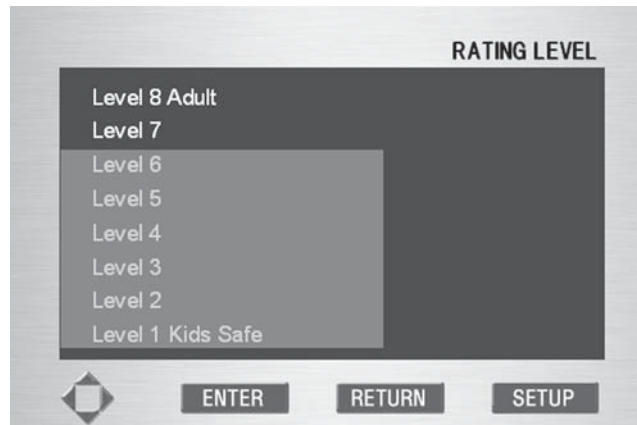 RATING LEVEL
Level 8 Adult
Level 7
Level 6
Level 5
Level 4
Level 3
Level 2
Level 1 Kids Safe
ENTER RETURN SETUP